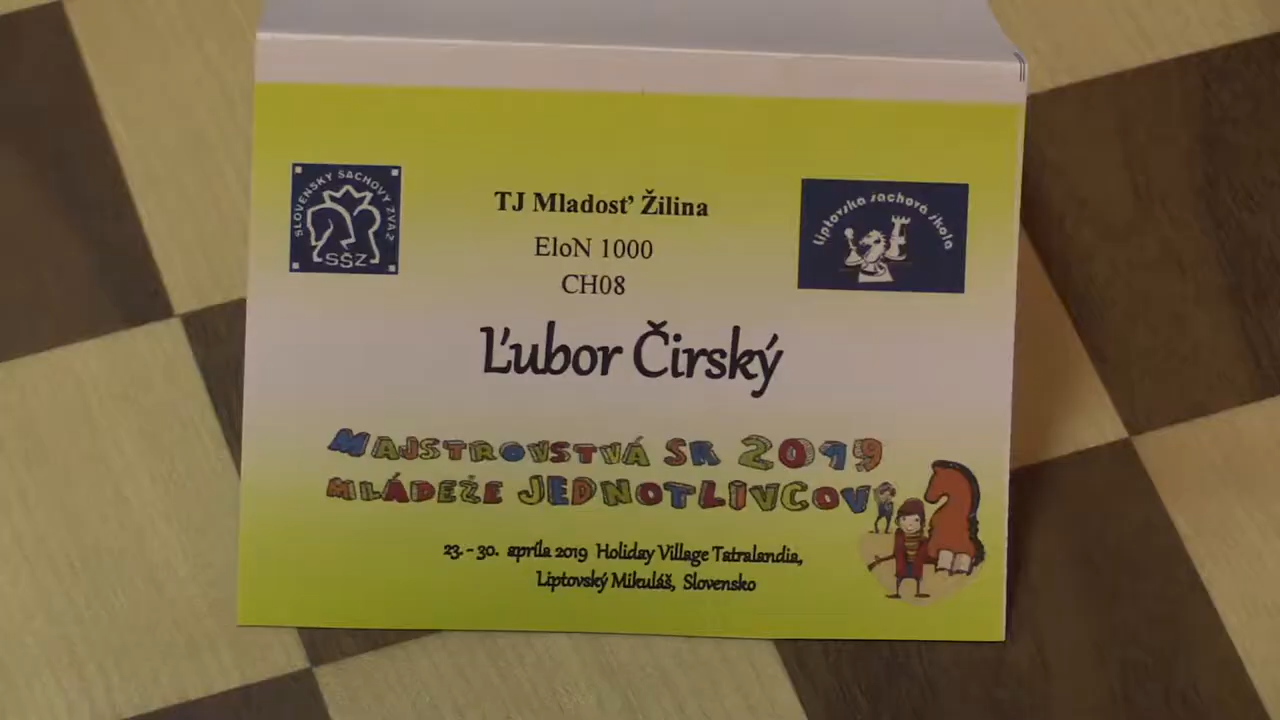 SLOVENSKÝ ŠACHOVÝ ZVÄZ
SŠZ
TJ Mladosť Žilina
EloN 1000
CH08
Liptovská šachová škola
Ľubor Čirský
MAJSTROVSTVÁ SR 2019
MLÁDEŽE JEDNOTLIVCOV
23. - 30. apríla 2019 Holiday Village Tatralandia,
Liptovský Mikuláš, Slovensko